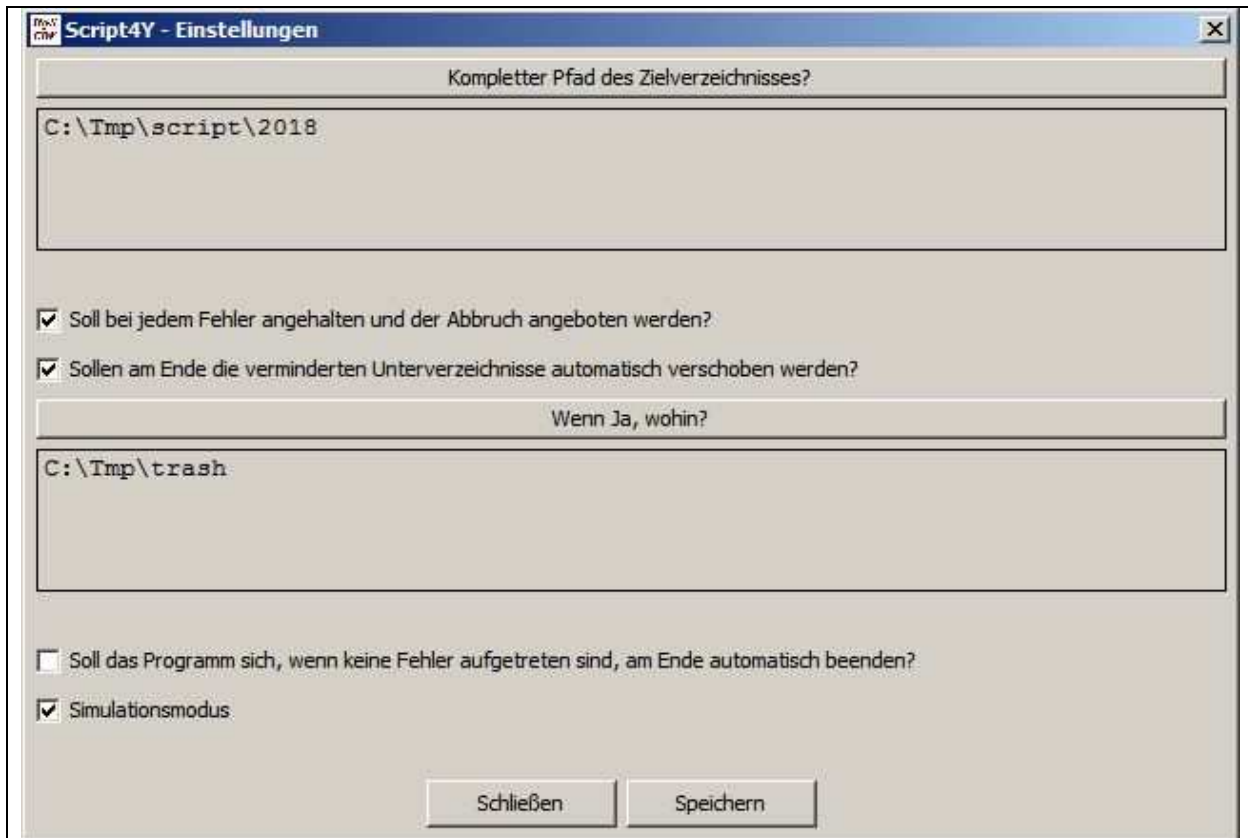 Script4Y - Einstellungen
Kompletter Pfad des Zielverzeichnisses?
C:\Tmp\script\2018
Soll bei jedem Fehler angehalten und der Abbruch angeboten werden?
Sollen am Ende die verminderten Unterverzeichnisse automatisch verschoben werden?
Wenn Ja, wohin?
C:\Tmp\trash
Soll das Programm sich, wenn keine Fehler aufgetreten sind, am Ende automatisch beenden?
Simulationsmodus
Schließen Speichern